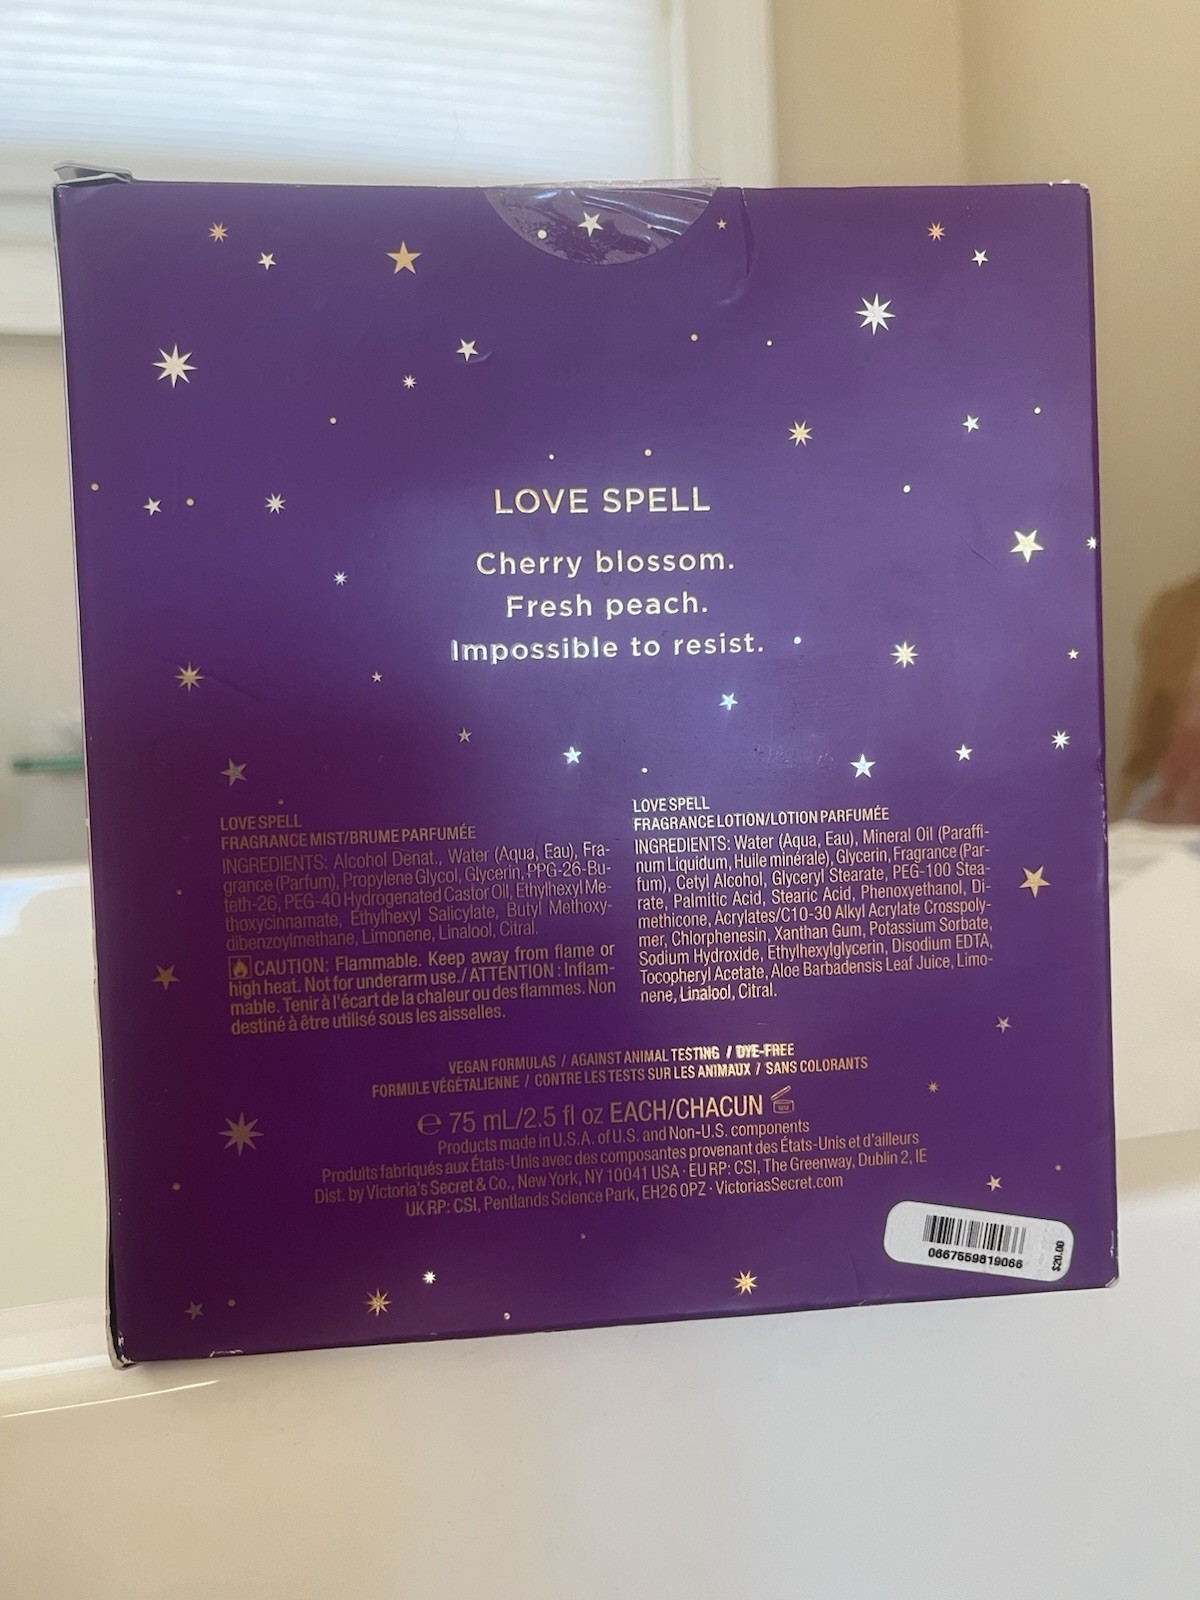 LOVE SPELL
Cherry blossom.
Fresh peach.
Impossible to resist.
LOVE SPELL
FRAGRANCE MIST/BRUME PARFUMÉE
INGREDIENTS: Alcohol Denat., Water (Aqua, Eau), Fra-
grance (Parfum), Propylene Glycol, Glycerin, PPG-26-Bu-
teth-26, PEG-40 Hydrogenated Castor Oil, Ethylhexyl Me-
thoxycinnamate, Ethylhexyl Salicylate, Butyl Methoxy-
dibenzoylmethane, Limonene, Linalool, Citral.
CAUTION: Flammable. Keep away from flame or
high heat. Not for underarm use./ ATTENTION : Inflam-
mable. Tenir à l'écart de la chaleur ou des flammes. Non
destiné à être utilisé sous les aisselles.
LOVE SPELL
FRAGRANCE LOTION/LOTION PARFUMÉE
INGREDIENTS: Water (Aqua, Eau), Mineral Oil (Paraffi-
num Liquidum, Huile minérale), Glycerin, Fragrance (Par-
fum), Cetyl Alcohol, Glyceryl Stearate, PEG-100 Stea-
rate, Palmitic Acid, Stearic Acid, Phenoxyethanol, Di-
methicone, Acrylates/C10-30 Alkyl Acrylate Crosspoly-
mer, Chlorphenesin, Xanthan Gum, Potassium Sorbate,
Sodium Hydroxide, Ethylhexylglycerin, Disodium EDTA,
Tocopheryl Acetate, Aloe Barbadensis Leaf Juice, Limo-
nene, Linalool, Citral.
VEGAN FORMULAS / AGAINST ANIMAL TESTING / DYE-FREE
FORMULE VÉGÉTALIENNE / CONTRE LES TESTS SUR LES ANIMAUX / SANS COLORANTS
℮ 75 mL/2.5 fl oz EACH/CHACUN
Products made in U.S.A. of U.S. and Non-U.S. components
Produits fabriqués aux États-Unis avec des composantes provenant des États-Unis et d'ailleurs
Dist. by Victoria's Secret & Co., New York, NY 10041 USA · EU RP: CSI, The Greenway, Dublin 2, IE
UK RP: CSI, Pentlands Science Park, EH26 0PZ · VictoriasSecret.com
0667559819066
$20.00